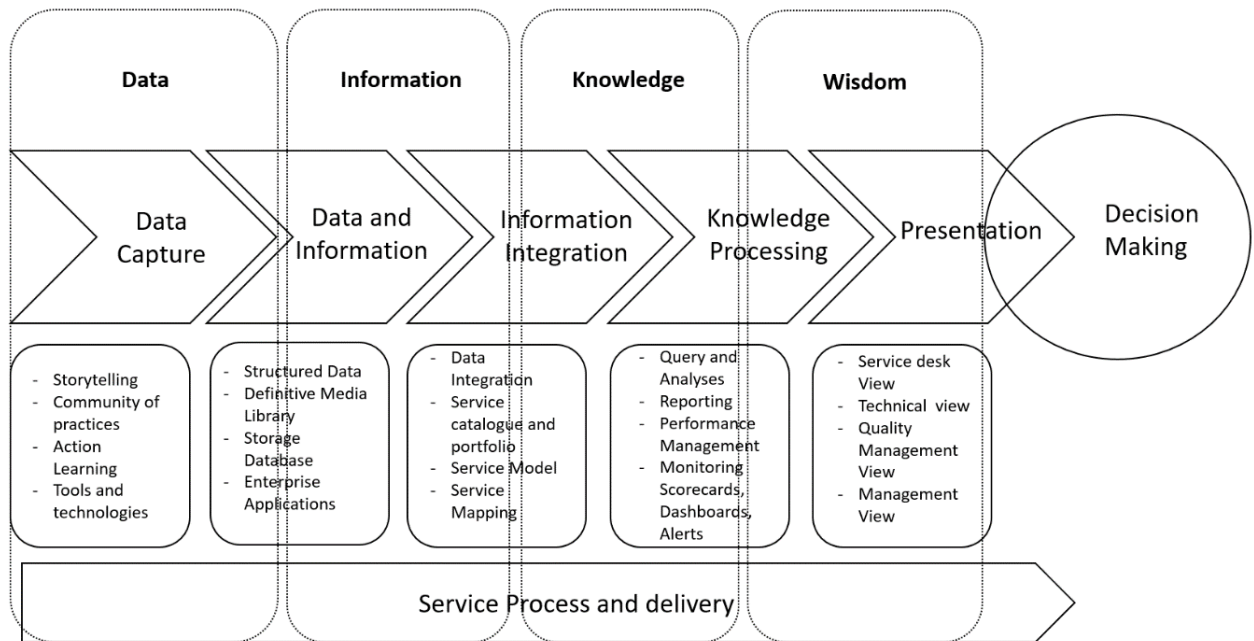 Data
Information
Knowledge
Wisdom
Data
Capture
Data and
Information
Information
Integration
Knowledge
Processing
Presentation
Decision
Making
- Storytelling
- Community of
practices
- Action
Learning
- Tools and
technologies
- Structured Data
- Definitive Media
Library
- Storage
Database
- Enterprise
Applications
- Data
Integration
- Service
catalogue and
portfolio
- Service Model
- Service
Mapping
- Query and
Analyses
- Reporting
- Performance
Management
- Monitoring
Scorecards,
Dashboards,
Alerts
- Service desk
View
- Technical view
- Quality
Management
View
- Management
View
Service Process and delivery